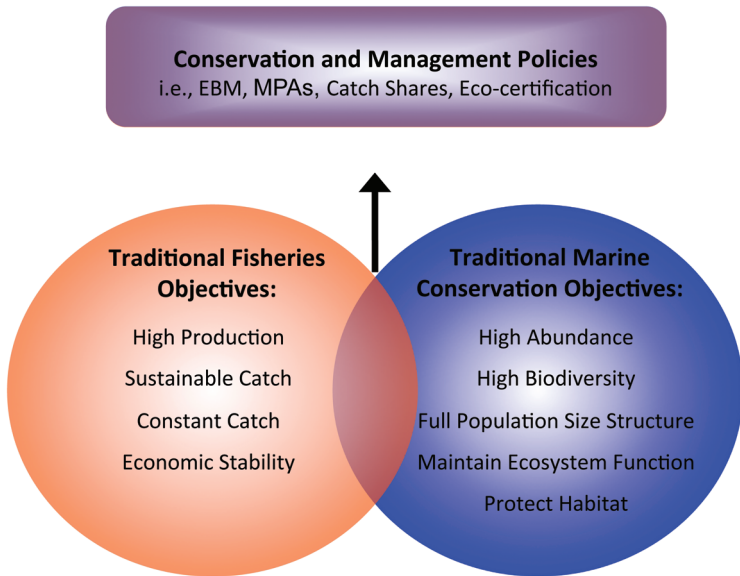 Conservation and Management Policies
i.e., EBM, MPAs, Catch Shares, Eco-certification
Traditional Fisheries
Objectives:
High Production
Sustainable Catch
Constant Catch
Economic Stability
Traditional Marine
Conservation Objectives:
High Abundance
High Biodiversity
Full Population Size Structure
Maintain Ecosystem Function
Protect Habitat